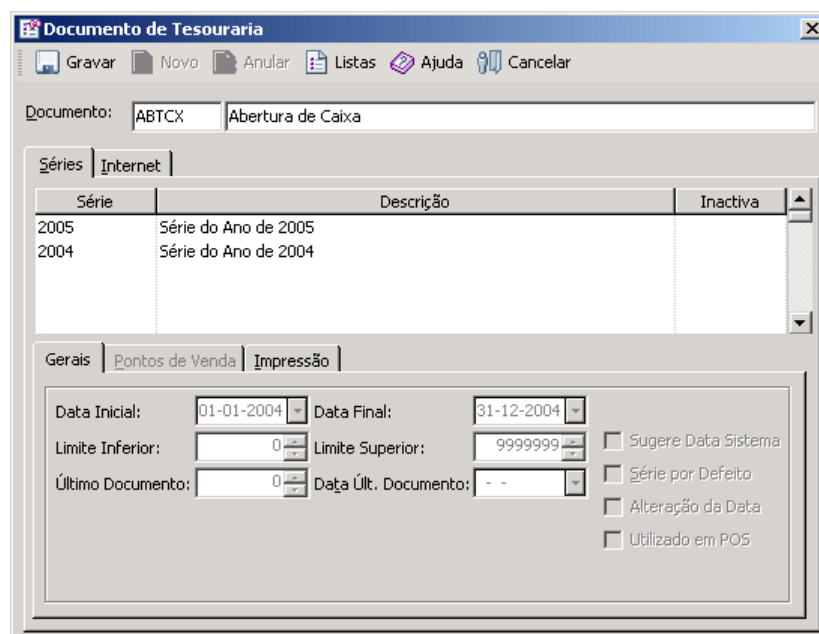 Documento de Tesouraria
Gravar Novo Anular Listas Ajuda Cancelar
Documento: ABTCX Abertura de Caixa
Séries Internet
Série Descrição Inactiva
2005 Série do Ano de 2005
2004 Série do Ano de 2004
Gerais Pontos de Venda Impressão
Data Inicial: 01-01-2004 Data Final: 31-12-2004
Limite Inferior: 0 Limite Superior: 9999999 Sugere Data Sistema
Último Documento: 0 Data Últ. Documento: - - Série por Defeito
Alteração da Data
Utilizado em POS